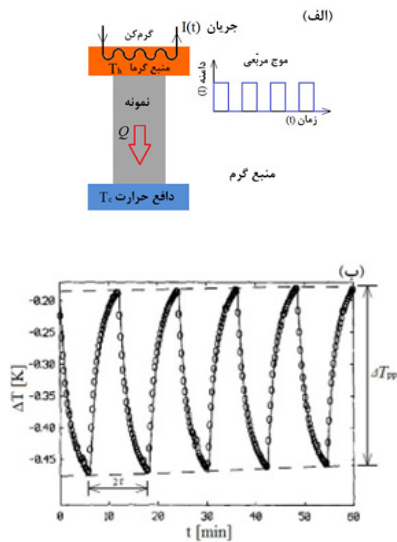 (الف)
جریان I(t)
گرم‌کن
Th منبع گرما
نمونه
Q
Tc دافع حرارت
موج مربّعی
دامنه (I)
زمان (t)
منبع گرم
(ب)
-0.20
-0.25
-0.30
-0.35
-0.40
-0.45
ΔT [K]
ΔTpp
2τ
0 10 20 30 40 50 60
t [min]